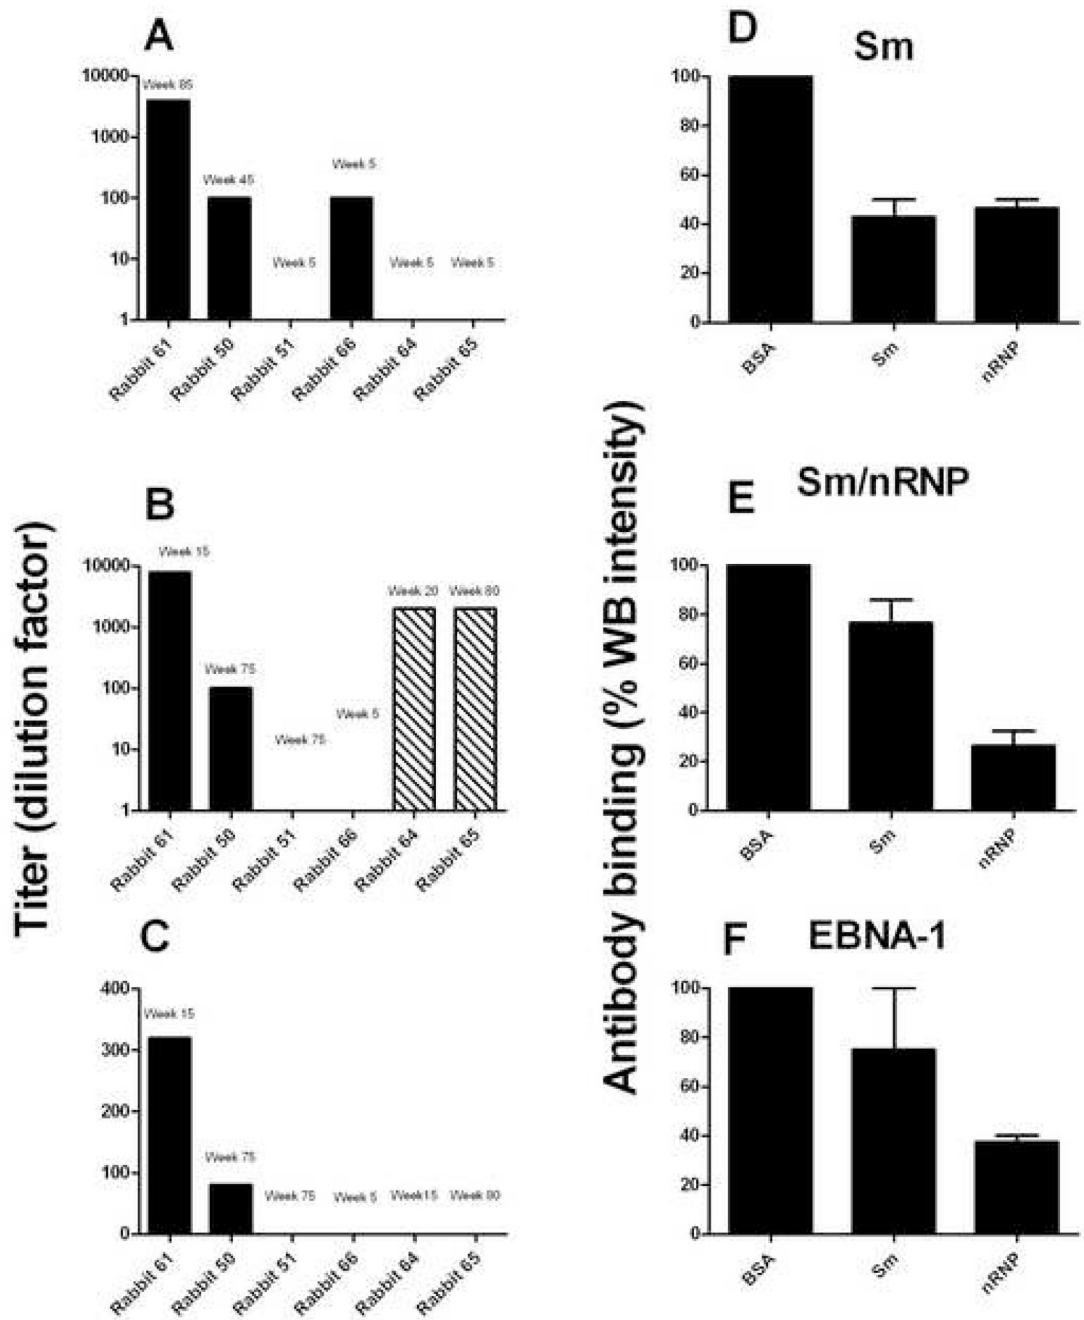 A
10000
1000
100
10
1
Week 85
Week 45
Week 5
Week 5
Week 5
Week 5
Rabbit 61
Rabbit 50
Rabbit 51
Rabbit 66
Rabbit 64
Rabbit 65
D
Sm
100
80
60
40
20
0
BSA
Sm
nRNP
Titer (dilution factor)
B
10000
1000
100
10
1
Week 15
Week 75
Week 75
Week 5
Week 20
Week 80
Rabbit 61
Rabbit 50
Rabbit 51
Rabbit 66
Rabbit 64
Rabbit 65
Antibody binding (% WB intensity)
E
Sm/nRNP
100
80
60
40
20
0
BSA
Sm
nRNP
C
400
300
200
100
0
Week 15
Week 75
Week 75
Week 5
Week15
Week 80
Rabbit 61
Rabbit 50
Rabbit 51
Rabbit 66
Rabbit 64
Rabbit 65
F
EBNA-1
100
80
60
40
20
0
BSA
Sm
nRNP